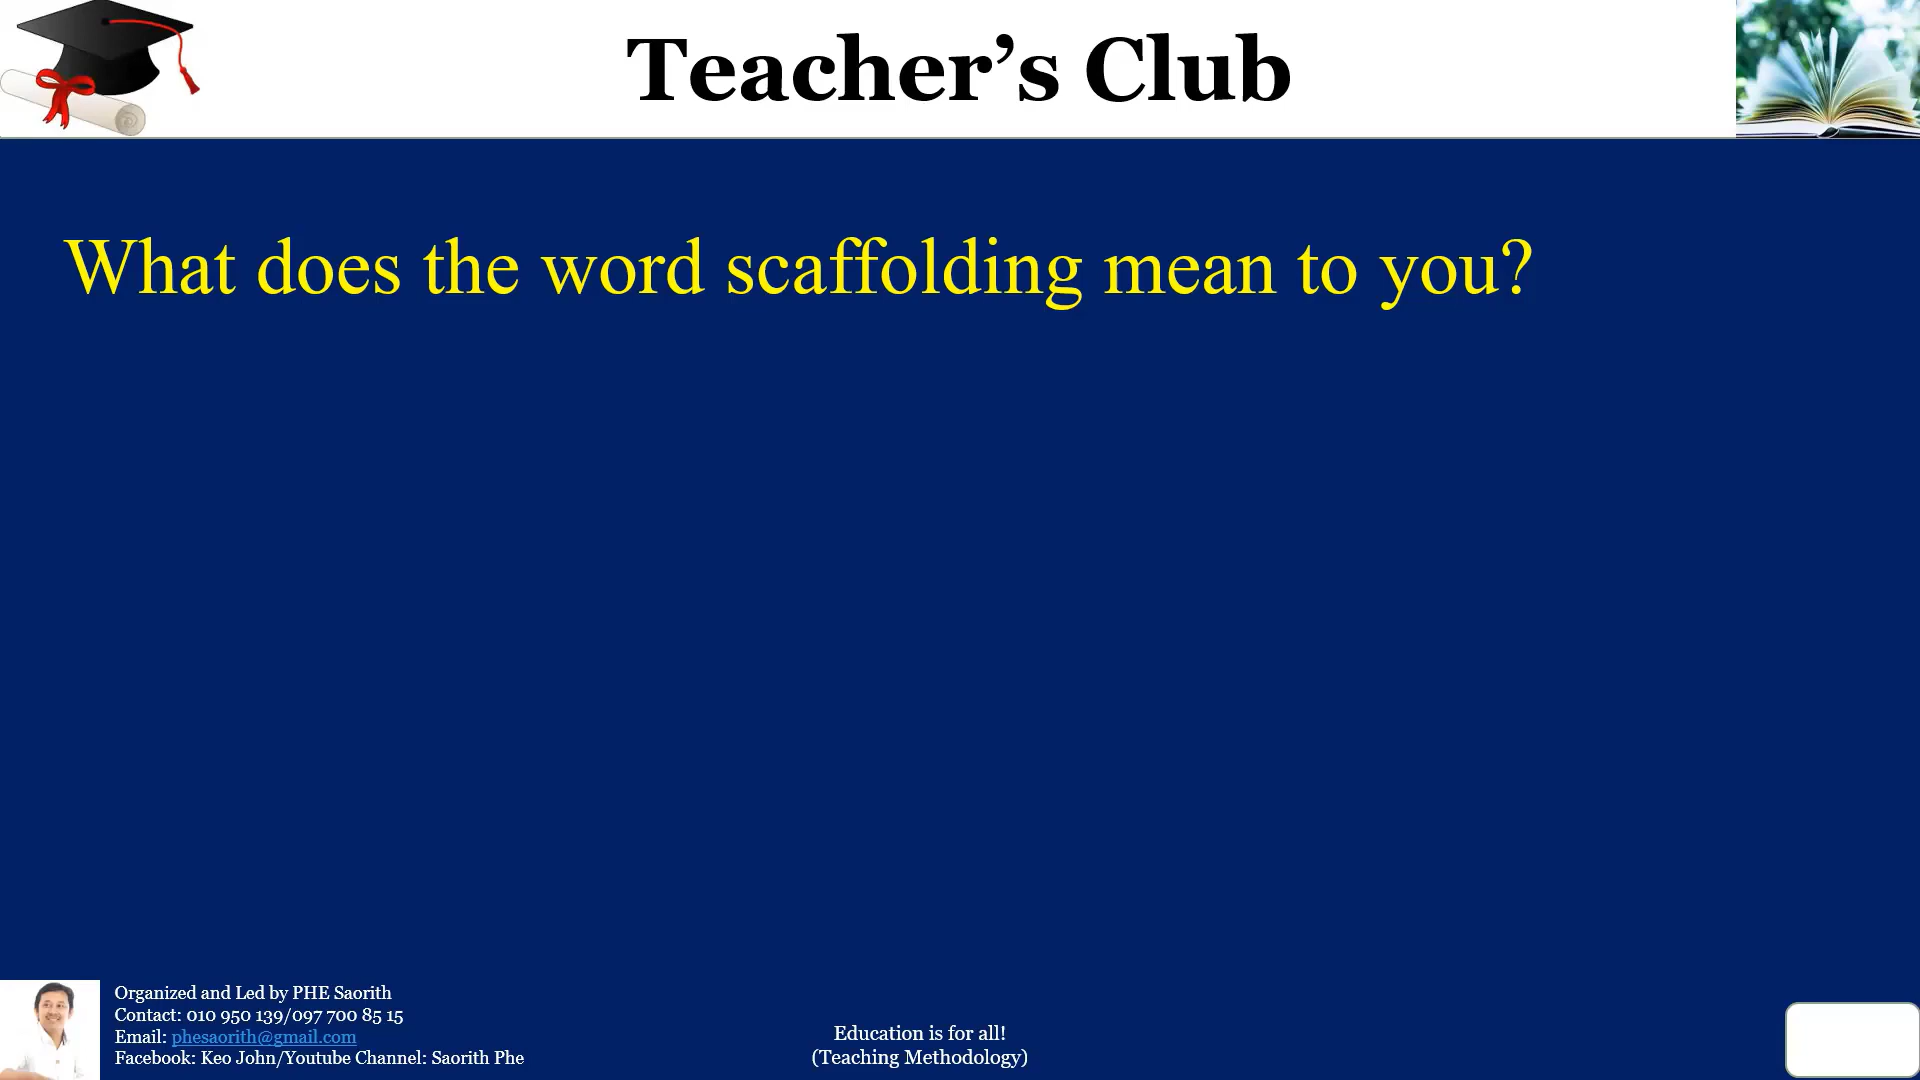 Teacher’s Club
What does the word scaffolding mean to you?
Organized and Led by PHE Saorith
Contact: 010 950 139/097 700 85 15
Email: phesaorith@gmail.com
Facebook: Keo John/Youtube Channel: Saorith Phe
Education is for all!
(Teaching Methodology)